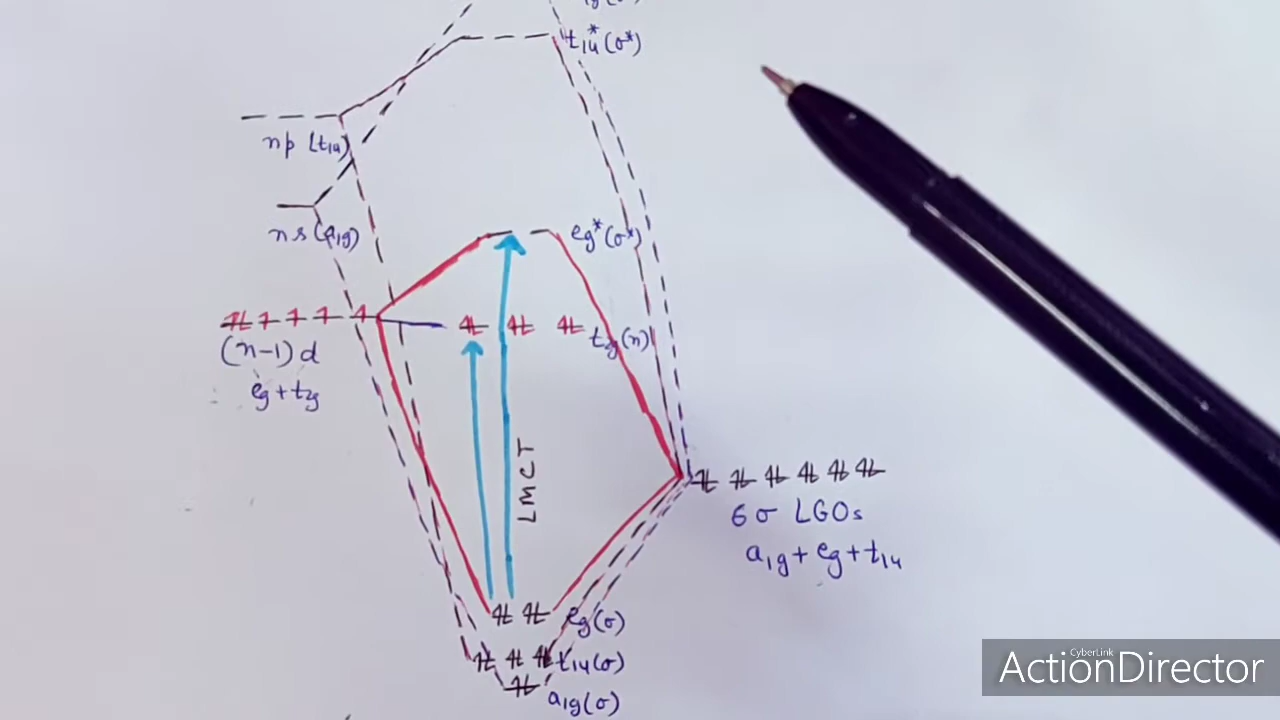 t₁u*(σ*)
np (t₁u)
ns (a₁g)
eg*(σ*)
(n-1) d
eg + t₂g
t₂g(n)
LMCT
6σ LGOs
a₁g + eg + t₁u
eg(σ)
t₁u(σ)
a₁g(σ)
CyberLink
ActionDirector